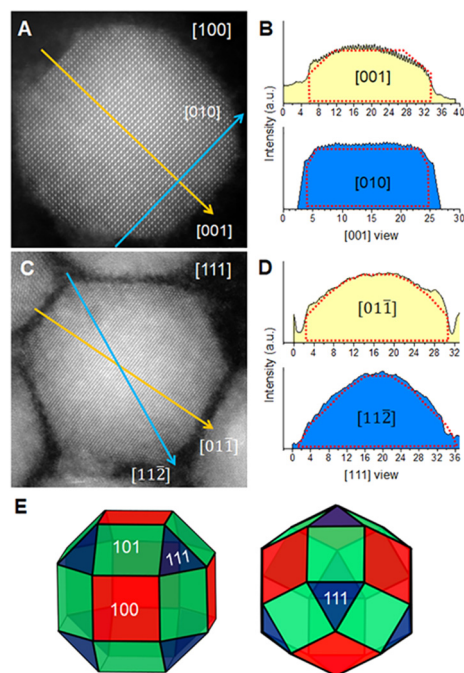 A
[100]
[010]
[001]
B
Intensity (a.u.)
[001]
0 4 8 12 16 20 24 28 32 36 40
[010]
0 5 10 15 20 25 30
[001] view
C
[111]
[011̅]
[112̅]
D
Intensity (a.u.)
[011̅]
0 4 8 12 16 20 24 28 32
[112̅]
0 4 8 12 16 20 24 28 32 36
[111] view
E
101
111
100
111